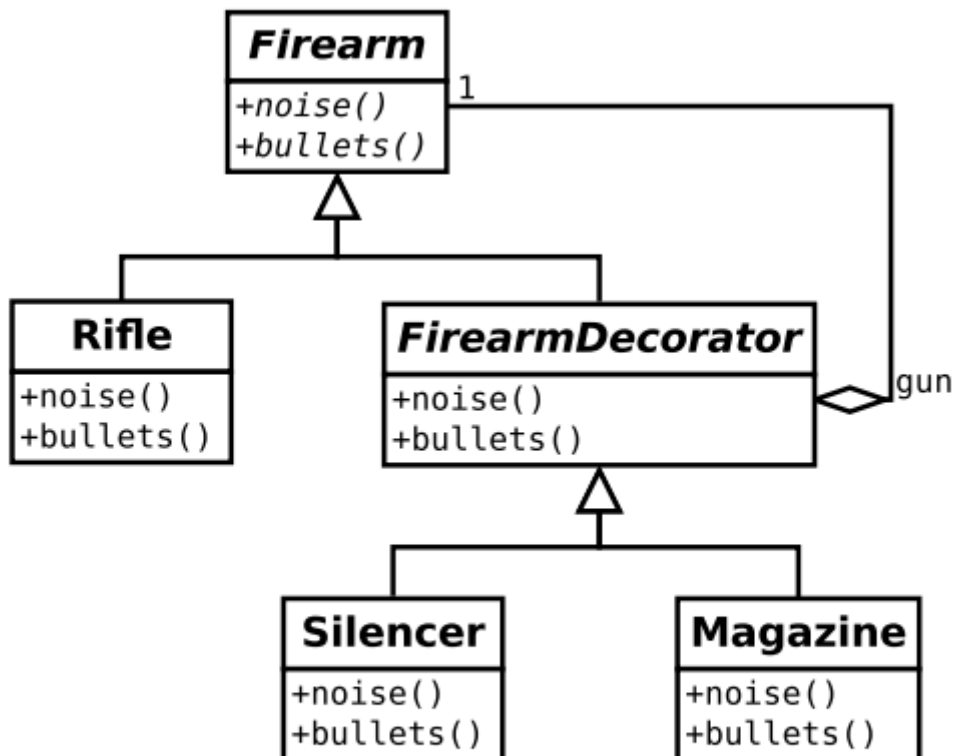 Firearm
+noise()
+bullets()
1
Rifle
+noise()
+bullets()
FirearmDecorator
+noise()
+bullets()
gun
Silencer
+noise()
+bullets()
Magazine
+noise()
+bullets()